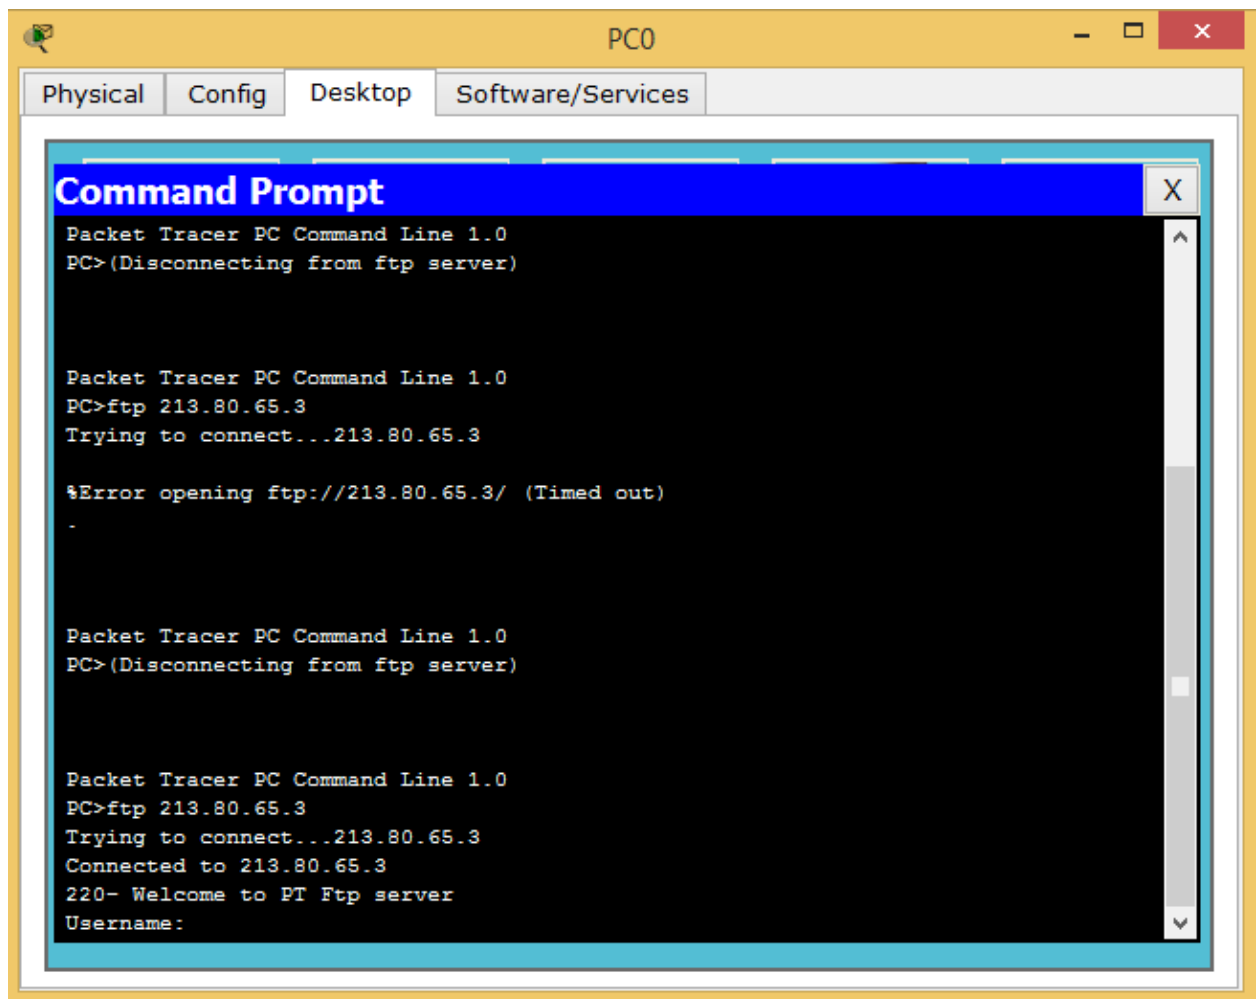 PC0
Physical Config Desktop Software/Services
Command Prompt X
Packet Tracer PC Command Line 1.0
PC>(Disconnecting from ftp server)
Packet Tracer PC Command Line 1.0
PC>ftp 213.80.65.3
Trying to connect...213.80.65.3
%Error opening ftp://213.80.65.3/ (Timed out)
.
Packet Tracer PC Command Line 1.0
PC>(Disconnecting from ftp server)
Packet Tracer PC Command Line 1.0
PC>ftp 213.80.65.3
Trying to connect...213.80.65.3
Connected to 213.80.65.3
220- Welcome to PT Ftp server
Username: